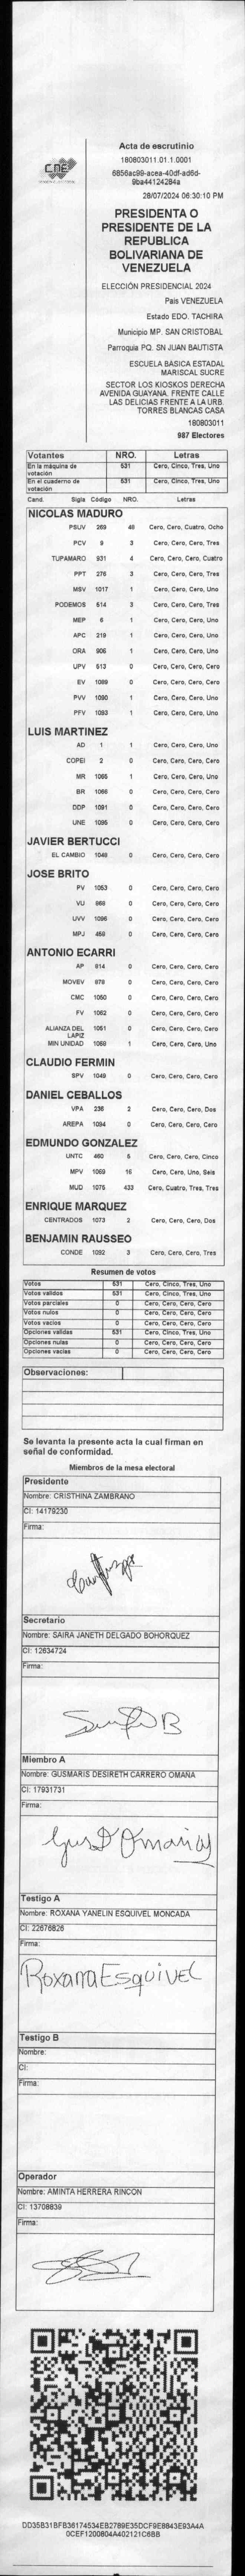 CNE
Acta de escrutinio
180803011.01.1.0001
6856ac99-acea-40df-ad6d-
9ba44124284a
28/07/2024 06:30:10 PM
PRESIDENTA O
PRESIDENTE DE LA
REPUBLICA
BOLIVARIANA DE
VENEZUELA
ELECCIÓN PRESIDENCIAL 2024
Pais VENEZUELA
Estado EDO. TACHIRA
Municipio MP. SAN CRISTOBAL
Parroquia PQ. SN JUAN BAUTISTA
ESCUELA BÁSICA ESTADAL
MARISCAL SUCRE
SECTOR LOS KIOSKOS DERECHA
AVENIDA GUAYANA. FRENTE CALLE
LAS DELICIAS FRENTE A LA URB.
TORRES BLANCAS CASA
180803011
987 Electores
Votantes NRO. Letras
En la máquina de votación 531 Cero, Cinco, Tres, Uno
En el cuaderno de votación 531 Cero, Cinco, Tres, Uno
Cand. Sigla Código NRO. Letras
NICOLAS MADURO
PSUV 269 48 Cero, Cero, Cuatro, Ocho
PCV 9 3 Cero, Cero, Cero, Tres
TUPAMARO 931 4 Cero, Cero, Cero, Cuatro
PPT 276 3 Cero, Cero, Cero, Tres
MSV 1017 1 Cero, Cero, Cero, Uno
PODEMOS 514 3 Cero, Cero, Cero, Tres
MEP 6 1 Cero, Cero, Cero, Uno
APC 219 1 Cero, Cero, Cero, Uno
ORA 906 1 Cero, Cero, Cero, Uno
UPV 513 0 Cero, Cero, Cero, Cero
EV 1089 0 Cero, Cero, Cero, Cero
PVV 1090 1 Cero, Cero, Cero, Uno
PFV 1093 1 Cero, Cero, Cero, Uno
LUIS MARTINEZ
AD 1 1 Cero, Cero, Cero, Uno
COPEI 2 0 Cero, Cero, Cero, Cero
MR 1065 1 Cero, Cero, Cero, Uno
BR 1066 0 Cero, Cero, Cero, Cero
DDP 1091 0 Cero, Cero, Cero, Cero
UNE 1095 0 Cero, Cero, Cero, Cero
JAVIER BERTUCCI
EL CAMBIO 1048 0 Cero, Cero, Cero, Cero
JOSE BRITO
PV 1053 0 Cero, Cero, Cero, Cero
VU 868 0 Cero, Cero, Cero, Cero
UVV 1096 0 Cero, Cero, Cero, Cero
MPJ 459 0 Cero, Cero, Cero, Cero
ANTONIO ECARRI
AP 814 0 Cero, Cero, Cero, Cero
MOVEV 878 0 Cero, Cero, Cero, Cero
CMC 1050 0 Cero, Cero, Cero, Cero
FV 1062 0 Cero, Cero, Cero, Cero
ALIANZA DEL LAPIZ 1051 0 Cero, Cero, Cero, Cero
MIN UNIDAD 1088 1 Cero, Cero, Cero, Uno
CLAUDIO FERMIN
SPV 1049 0 Cero, Cero, Cero, Cero
DANIEL CEBALLOS
VPA 236 2 Cero, Cero, Cero, Dos
AREPA 1094 0 Cero, Cero, Cero, Cero
EDMUNDO GONZALEZ
UNTC 460 5 Cero, Cero, Cero, Cinco
MPV 1069 16 Cero, Cero, Uno, Seis
MUD 1075 433 Cero, Cuatro, Tres, Tres
ENRIQUE MARQUEZ
CENTRADOS 1073 2 Cero, Cero, Cero, Dos
BENJAMIN RAUSSEO
CONDE 1092 3 Cero, Cero, Cero, Tres
Resumen de votos
Votos 531 Cero, Cinco, Tres, Uno
Votos validos 531 Cero, Cinco, Tres, Uno
Votos parciales 0 Cero, Cero, Cero, Cero
Votos nulos 0 Cero, Cero, Cero, Cero
Votos vacíos 0 Cero, Cero, Cero, Cero
Opciones validas 531 Cero, Cinco, Tres, Uno
Opciones nulas 0 Cero, Cero, Cero, Cero
Opciones vacías 0 Cero, Cero, Cero, Cero
Observaciones:
Se levanta la presente acta la cual firman en
señal de conformidad.
Miembros de la mesa electoral
Presidente
Nombre: CRISTHINA ZAMBRANO
CI: 14179230
Firma:
Secretario
Nombre: SAIRA JANETH DELGADO BOHORQUEZ
CI: 12634724
Firma:
Miembro A
Nombre: GUSMARIS DESIRETH CARRERO OMAÑA
CI: 17931731
Firma:
Gus D Omaña
Testigo A
Nombre: ROXANA YANELIN ESQUIVEL MONCADA
CI: 22676826
Firma:
Roxana Esquivel
Testigo B
Nombre:
CI:
Firma:
Operador
Nombre: AMINTA HERRERA RINCON
CI: 13708839
Firma:
DD35B31BFB36174534EB2789E35DCF9E8843E93A4A
0CEF1200804A402121C6BB